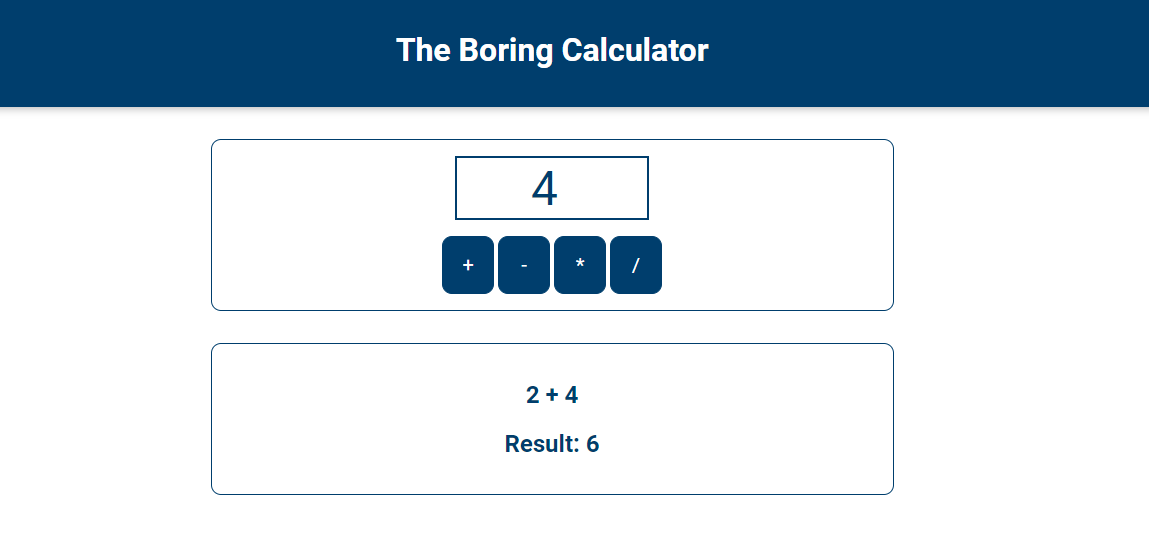 The Boring Calculator
4
+ - * /
2 + 4
Result: 6